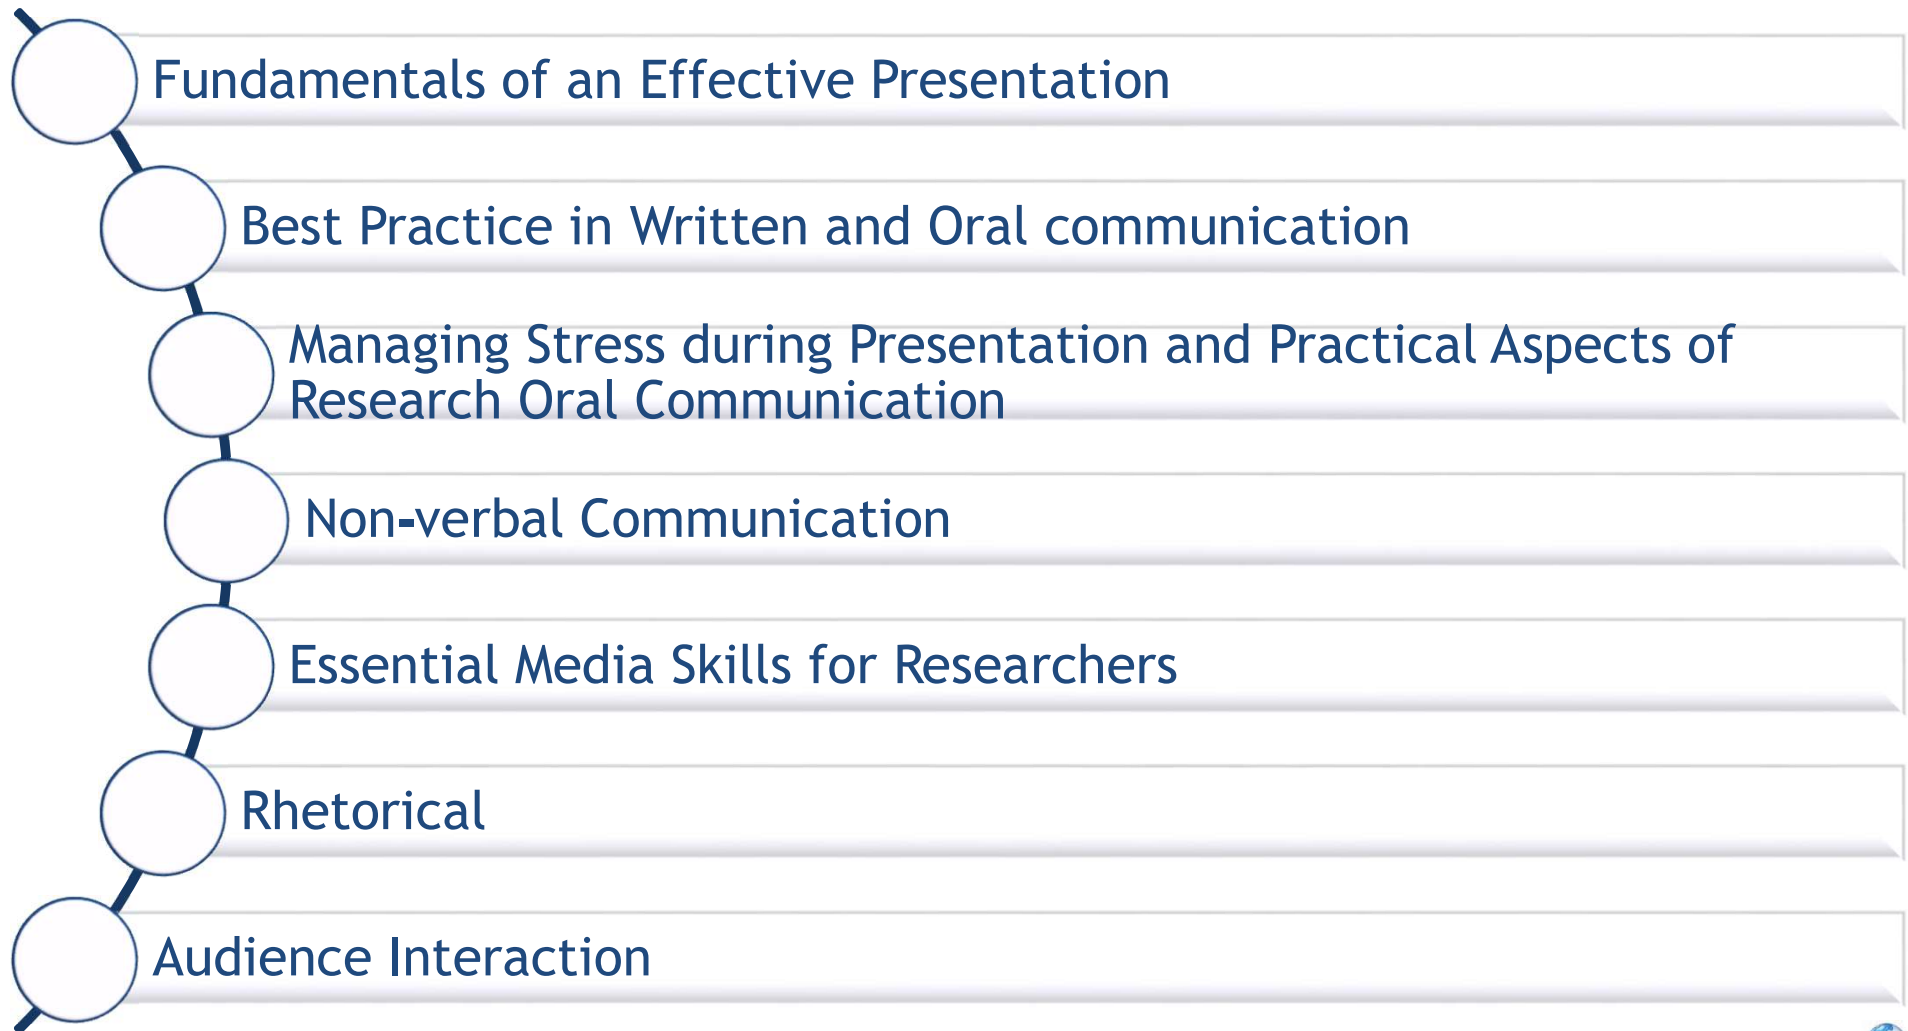 Fundamentals of an Effective Presentation
Best Practice in Written and Oral communication
Managing Stress during Presentation and Practical Aspects of
Research Oral Communication
Non-verbal Communication
Essential Media Skills for Researchers
Rhetorical
Audience Interaction